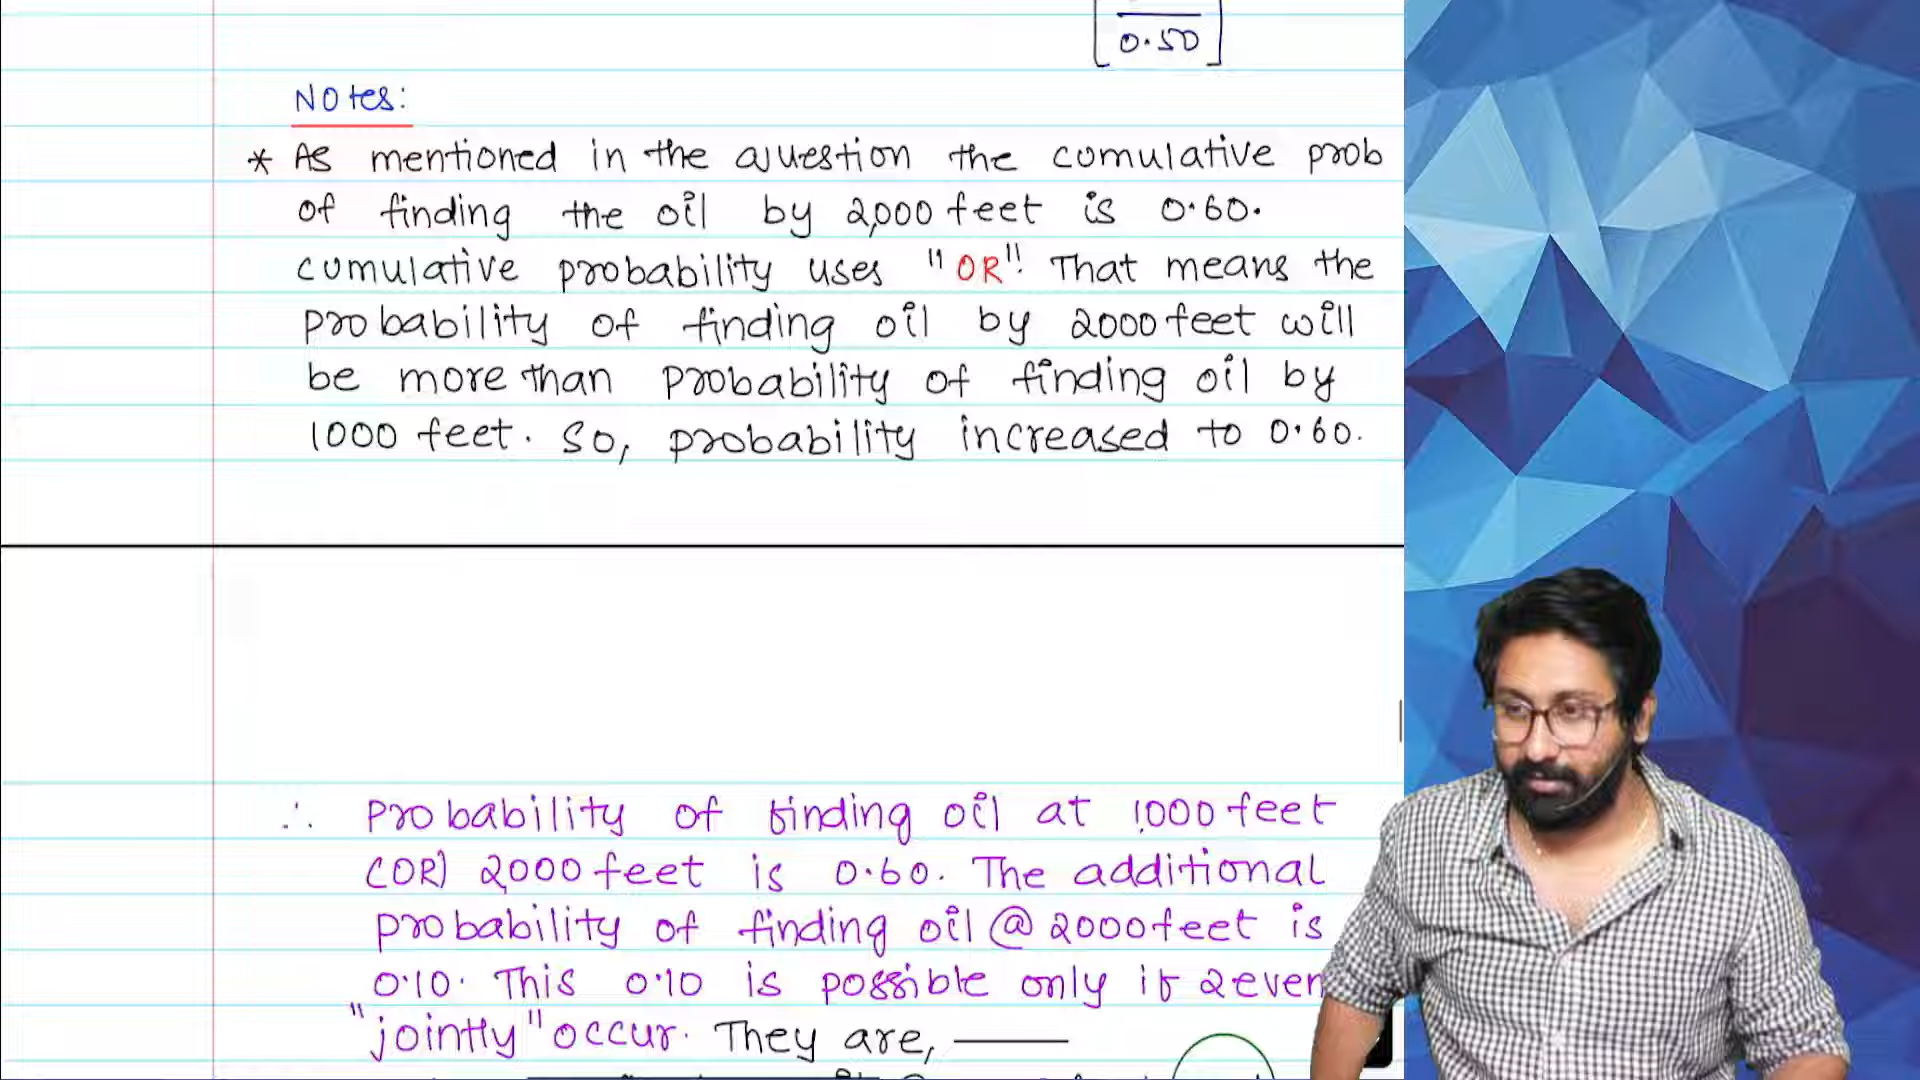 0.50
Notes:
* As mentioned in the question the cumulative prob
of finding the oil by 2,000 feet is 0.60.
cumulative probability uses "OR". That means the
probability of finding oil by 2000 feet will
be more than probability of finding oil by
1000 feet. So, probability increased to 0.60.
∴ Probability of finding oil at 1000 feet
(OR) 2000 feet is 0.60. The additional
probability of finding oil @ 2000 feet is
0.10. This 0.10 is possible only if 2 even
"jointly" occur. They are,